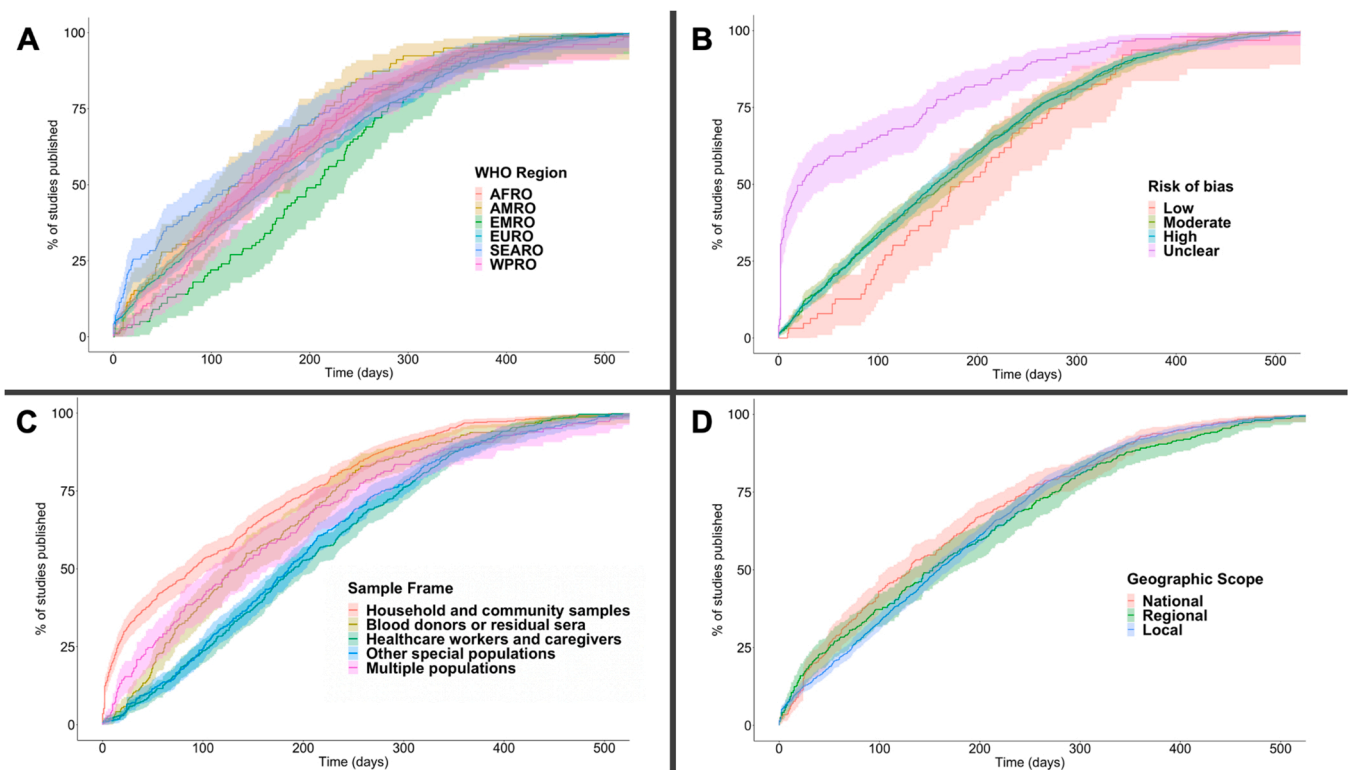 A
% of studies published
100
75
50
25
0
WHO Region
AFRO
AMRO
EMRO
EURO
SEARO
WPRO
0 100 200 300 400 500
Time (days)
B
% of studies published
100
75
50
25
0
Risk of bias
Low
Moderate
High
Unclear
0 100 200 300 400 500
Time (days)
C
% of studies published
100
75
50
25
0
Sample Frame
Household and community samples
Blood donors or residual sera
Healthcare workers and caregivers
Other special populations
Multiple populations
0 100 200 300 400 500
Time (days)
D
% of studies published
100
75
50
25
0
Geographic Scope
National
Regional
Local
0 100 200 300 400 500
Time (days)